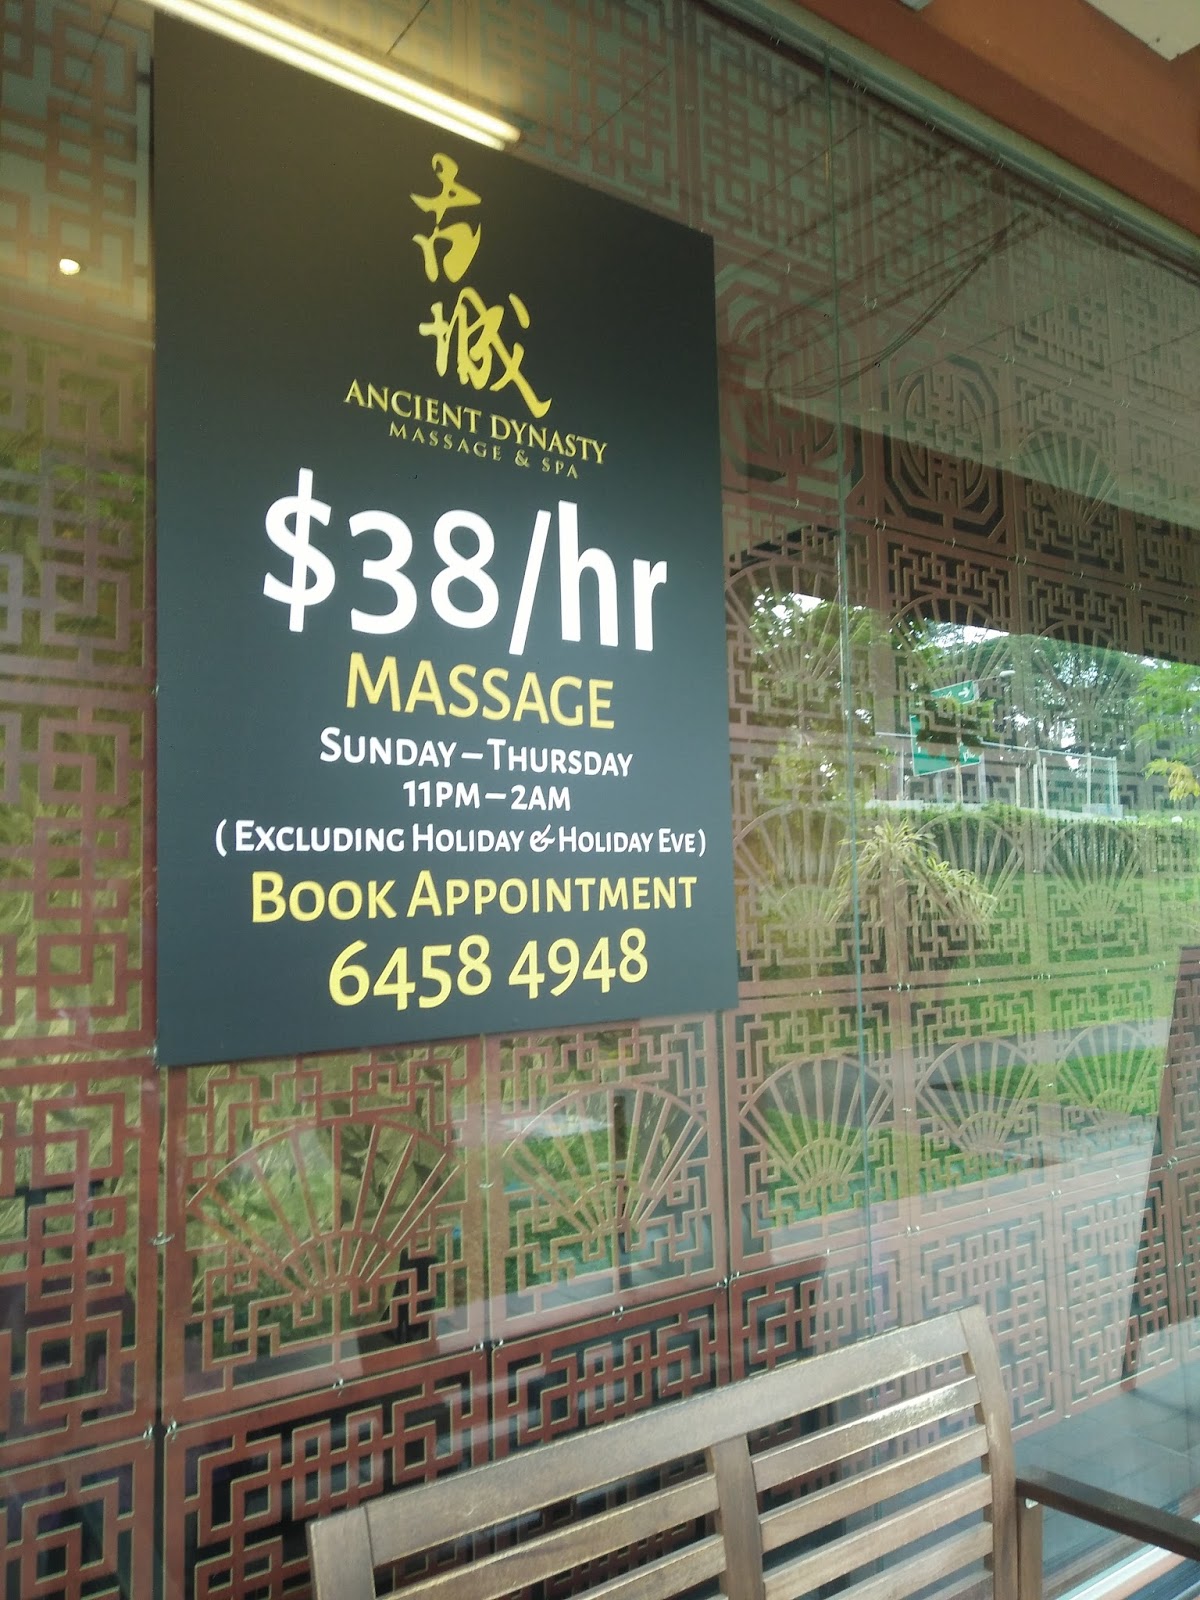 古
城
ANCIENT DYNASTY
MASSAGE & SPA
$38/hr
MASSAGE
SUNDAY – THURSDAY
11PM – 2AM
( EXCLUDING HOLIDAY & HOLIDAY EVE )
BOOK APPOINTMENT
6458 4948